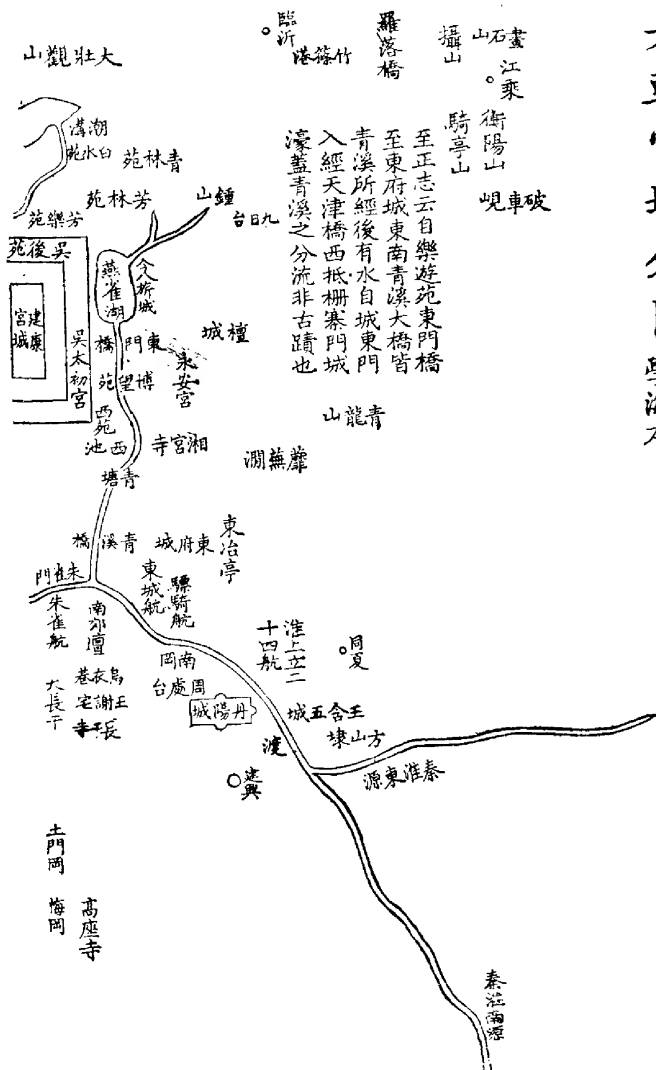 畫石山
攝山
江乘
羅落橋
竹篠港
臨沂
大壯觀山
衡陽山
騎亭山
破車峴
潮溝
白水苑
青林苑
芳林苑
芳樂苑
鍾山
九日台
至正志云自樂遊苑東門橋
至東府城東南青溪大橋皆
青溪所經後有水自城東門
入經天津橋西抵柵寨門城
濠蓋青溪之分流非古蹟也
吳後苑
建康宮城
吳太初宮
燕雀湖
東門橋
博望苑
永安宮
檀城
西苑
西池
湘宮寺
青塘
青龍山
蘼蕪澗
青溪橋
東府城
東冶亭
朱雀門
朱雀航
南郊壇
東城航
驃騎航
烏衣巷
王謝宅
長干寺
大長干
南岡
周處台
淮上立二
十四航
同夏
丹陽城
王含五城
方山埭
渡
建興
秦淮東源
土門岡
梅岡
高座寺
秦淮南源